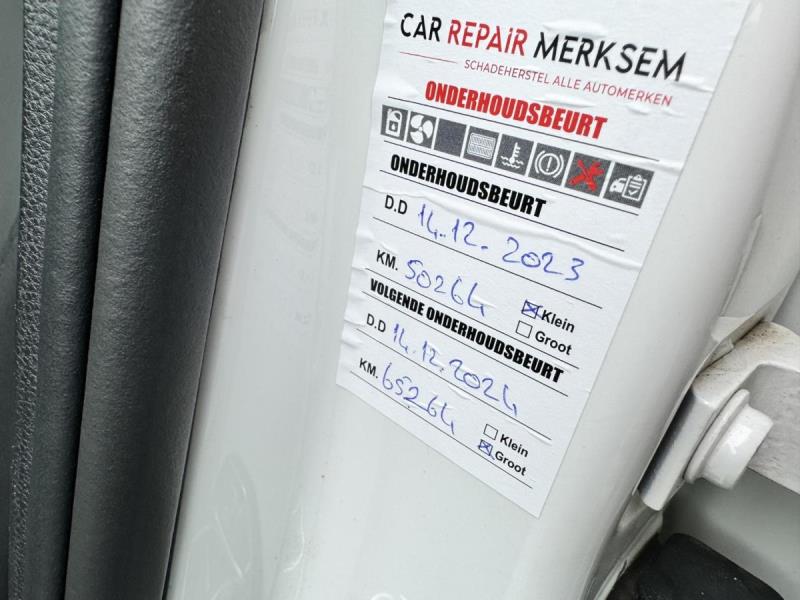 CAR REPAIR MERKSEM
SCHADEHERSTEL ALLE AUTOMERKEN
ONDERHOUDSBEURT
ONDERHOUDSBEURT
D.D 14.12.2023
KM. 50264
Klein
Groot
VOLGENDE ONDERHOUDSBEURT
D.D 14.12.2024
KM. 65264
Klein
Groot